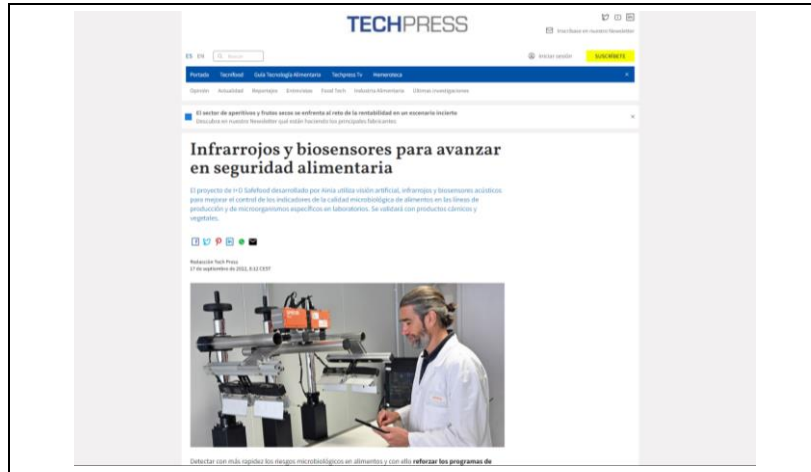 TECHPRESS
Inscríbase en nuestro Newsletter
ES EN
Buscar
Iniciar sesión
SUSCRÍBETE
Portada Tecnifood Guía Tecnología Alimentaria Techpress Tv Hemeroteca
Opinión Actualidad Reportajes Entrevistas Food Tech Industria Alimentaria Últimas investigaciones
El sector de aperitivos y frutos secos se enfrenta al reto de la rentabilidad en un escenario incierto
Descubra en nuestro Newsletter qué están haciendo los principales fabricantes
Infrarrojos y biosensores para avanzar
en seguridad alimentaria
El proyecto de I+D Safefood desarrollado por Ainia utiliza visión artificial, infrarrojos y biosensores acústicos
para mejorar el control de los indicadores de la calidad microbiológica de alimentos en las líneas de
producción y de microorganismos específicos en laboratorios. Se validará con productos cárnicos y
vegetales.
Redacción Tech Press
17 de septiembre de 2022, 8:12 CEST
Detectar con más rapidez los riesgos microbiológicos en alimentos y con ello reforzar los programas de